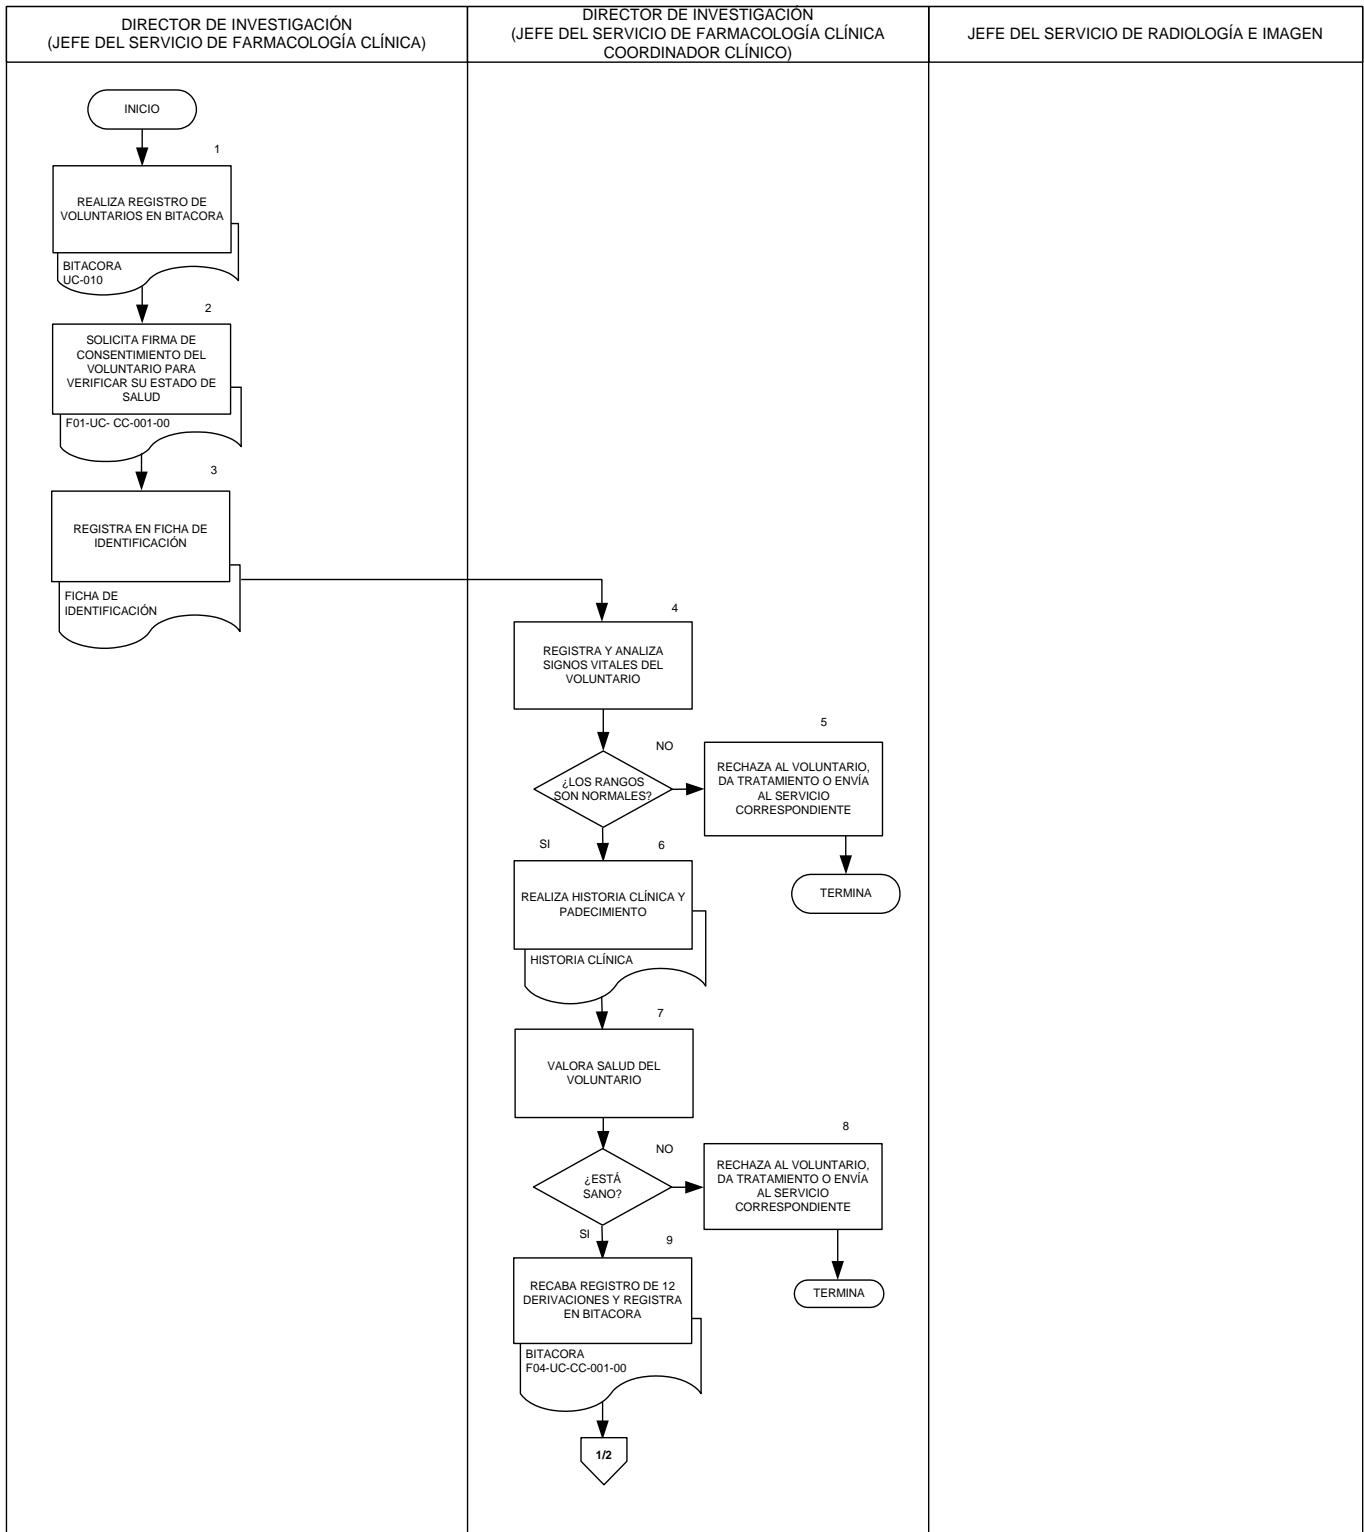 DIRECTOR DE INVESTIGACIÓN
(JEFE DEL SERVICIO DE FARMACOLOGÍA CLÍNICA)
DIRECTOR DE INVESTIGACIÓN
(JEFE DEL SERVICIO DE FARMACOLOGÍA CLÍNICA
COORDINADOR CLÍNICO)
JEFE DEL SERVICIO DE RADIOLOGÍA E IMAGEN
INICIO
1
REALIZA REGISTRO DE
VOLUNTARIOS EN BITACORA
BITACORA
UC-010
2
SOLICITA FIRMA DE
CONSENTIMIENTO DEL
VOLUNTARIO PARA
VERIFICAR SU ESTADO DE
SALUD
F01-UC- CC-001-00
3
REGISTRA EN FICHA DE
IDENTIFICACIÓN
FICHA DE
IDENTIFICACIÓN
4
REGISTRA Y ANALIZA
SIGNOS VITALES DEL
VOLUNTARIO
¿LOS RANGOS
SON NORMALES?
NO
5
RECHAZA AL VOLUNTARIO,
DA TRATAMIENTO O ENVÍA
AL SERVICIO
CORRESPONDIENTE
TERMINA
SI
6
REALIZA HISTORIA CLÍNICA Y
PADECIMIENTO
HISTORIA CLÍNICA
7
VALORA SALUD DEL
VOLUNTARIO
¿ESTÁ
SANO?
NO
8
RECHAZA AL VOLUNTARIO,
DA TRATAMIENTO O ENVÍA
AL SERVICIO
CORRESPONDIENTE
TERMINA
SI
9
RECABA REGISTRO DE 12
DERIVACIONES Y REGISTRA
EN BITACORA
BITACORA
F04-UC-CC-001-00
1/2